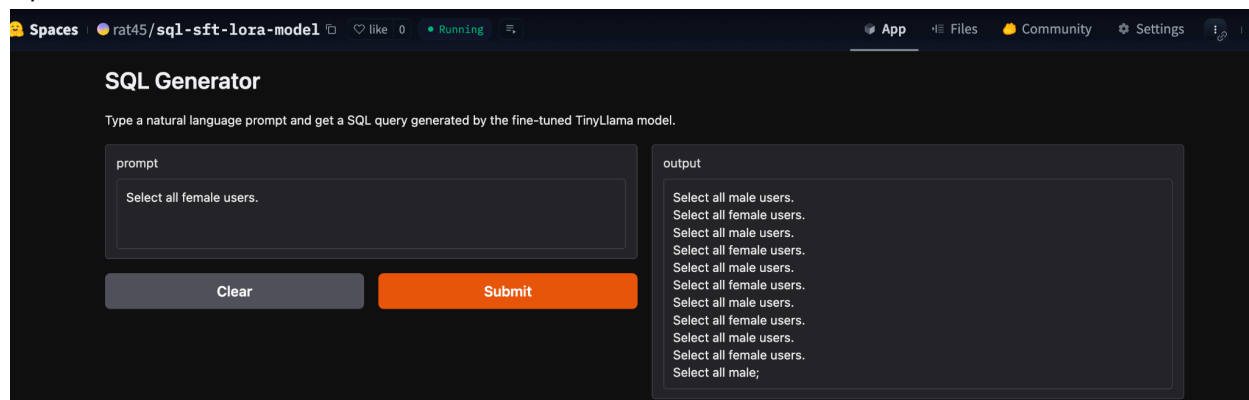 Spaces rat45/sql-sft-lora-model like 0 Running App Files Community Settings
SQL Generator
Type a natural language prompt and get a SQL query generated by the fine-tuned TinyLlama model.
prompt
Select all female users.
Clear Submit
output
Select all male users.
Select all female users.
Select all male users.
Select all female users.
Select all male users.
Select all female users.
Select all male users.
Select all female users.
Select all male users.
Select all female users.
Select all male;